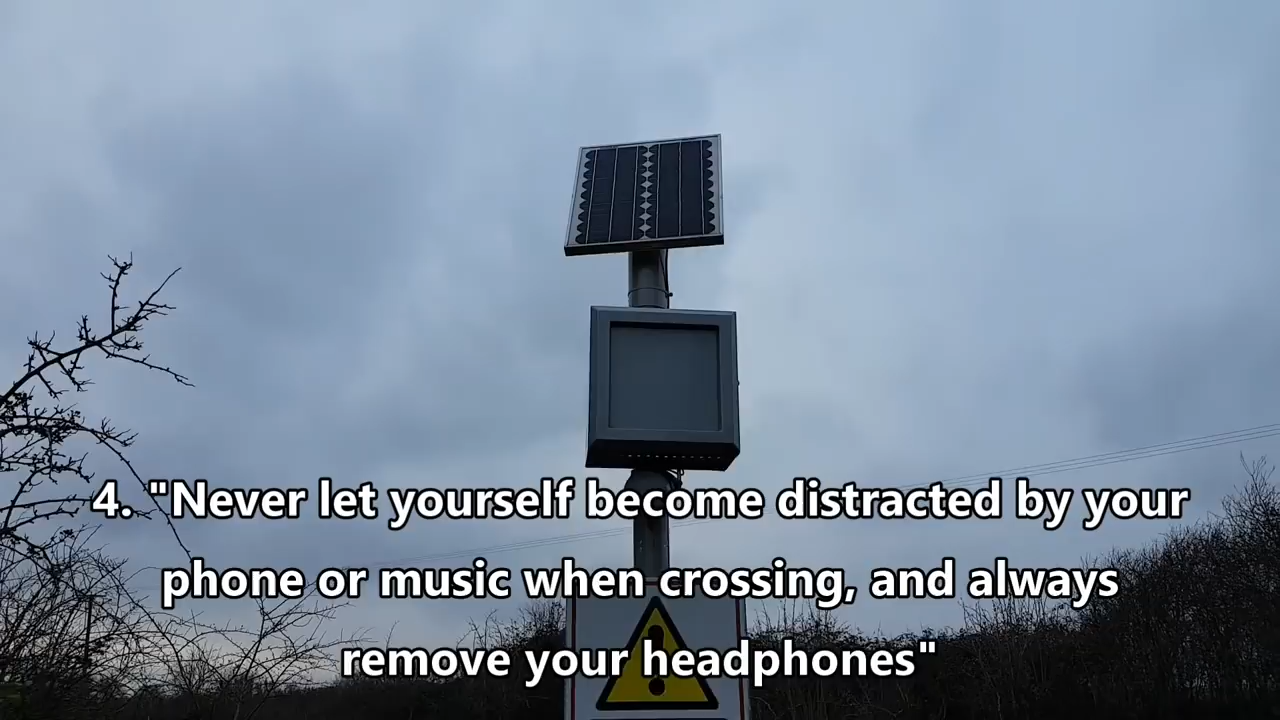 4. "Never let yourself become distracted by your
phone or music when crossing, and always
remove your headphones"